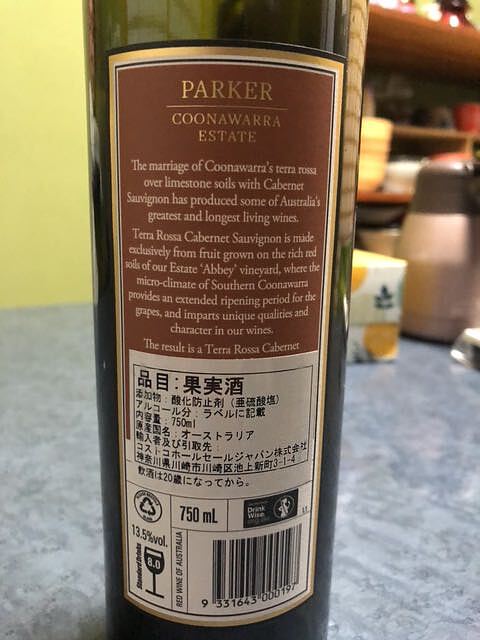 PARKER
COONAWARRA
ESTATE
The marriage of Coonawarra's terra rossa
over limestone soils with Cabernet
Sauvignon has produced some of Australia's
greatest and longest living wines.
Terra Rossa Cabernet Sauvignon is made
exclusively from fruit grown on the rich red
soils of our Estate 'Abbey' vineyard, where the
micro-climate of Southern Coonawarra
provides an extended ripening period for the
grapes, and imparts unique qualities and
character in our wines.
The result is a Terra Rossa Cabernet
品目:果実酒
添加物:酸化防止剤(亜硫酸塩)
アルコール分:ラベルに記載
内容量:750ml
原産国名:オーストラリア
輸入者及び引取先:
コストコホールセールジャパン株式会社
神奈川県川崎市川崎区池上新町3-1-4
飲酒は20歳になってから。
750 mL
Drink
Wise
13.5%vol.
Standard Drinks
8.0
RED WINE OF AUSTRALIA
9 331643 000197